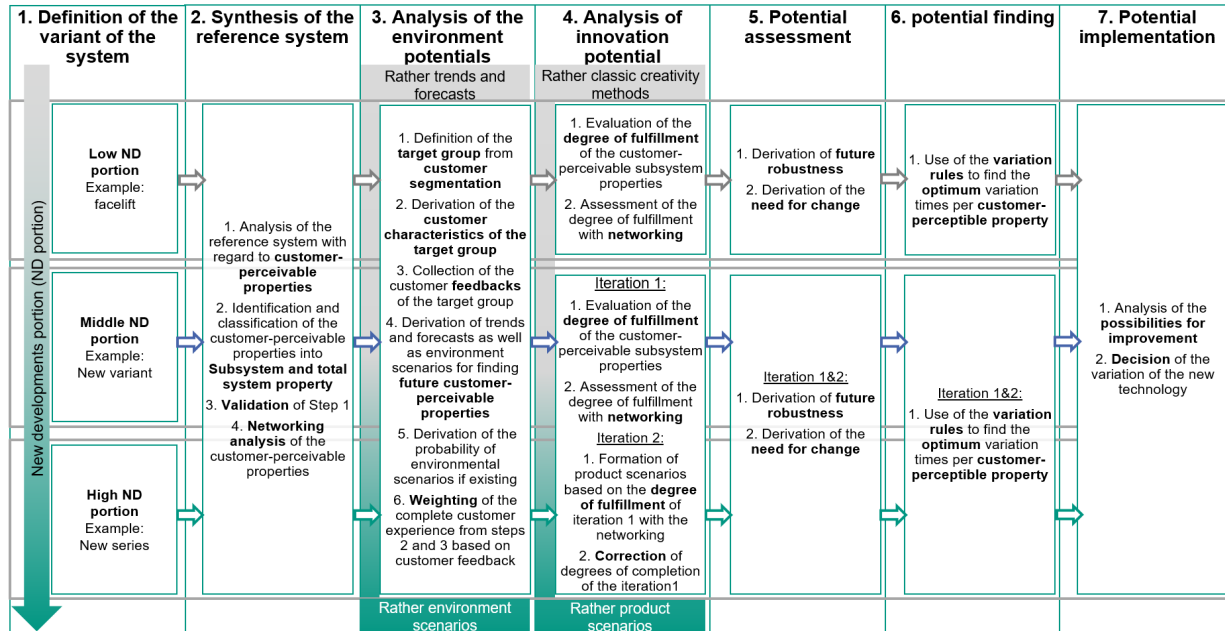 1. Definition of the
variant of the
system
2. Synthesis of the
reference system
3. Analysis of the
environment
potentials
4. Analysis of
innovation
potential
5. Potential
assessment
6. potential finding
7. Potential
implementation
Rather trends and
forecasts
Rather classic creativity
methods
New developments portion (ND portion)
Low ND
portion
Example:
facelift
Middle ND
portion
Example:
New variant
High ND
portion
Example:
New series
1. Analysis of the
reference system with
regard to customer-
perceivable
properties
2. Identification and
classification of the
customer-perceivable
properties into
Subsystem and total
system property
3. Validation of Step 1
4. Networking
analysis of the
customer-perceivable
properties
1. Definition of the
target group from
customer
segmentation
2. Derivation of the
customer
characteristics of the
target group
3. Collection of the
customer feedbacks
of the target group
4. Derivation of trends
and forecasts as well
as environment
scenarios for finding
future customer-
perceivable
properties
5. Derivation of the
probability of
environmental
scenarios if existing
6. Weighting of the
complete customer
experience from steps
2 and 3 based on
customer feedback
Rather environment
scenarios
1. Evaluation of the
degree of fulfillment
of the customer-
perceivable subsystem
properties
2. Assessment of the
degree of fulfillment
with networking
Iteration 1:
1. Evaluation of the
degree of fulfillment
of the customer-
perceivable subsystem
properties
2. Assessment of the
degree of fulfillment
with networking
Iteration 2:
1. Formation of
product scenarios
based on the degree
of fulfillment of
iteration 1 with the
networking
2. Correction of
degrees of completion
of the iteration1
Rather product
scenarios
1. Derivation of future
robustness
2. Derivation of the
need for change
Iteration 1&2:
1. Derivation of future
robustness
2. Derivation of the
need for change
1. Use of the variation
rules to find the
optimum variation
times per customer-
perceptible property
Iteration 1&2:
1. Use of the variation
rules to find the
optimum variation
times per customer-
perceptible property
1. Analysis of the
possibilities for
improvement
2. Decision of the
variation of the new
technology